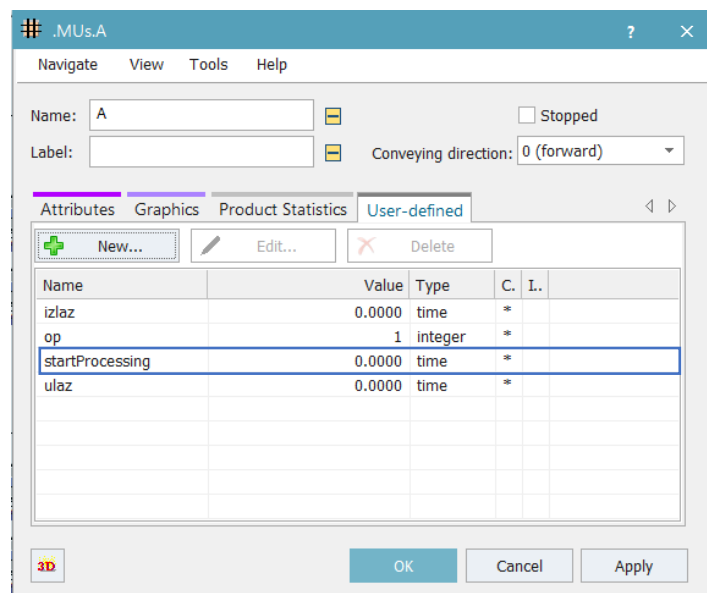 .MUs.A ? ×
Navigate View Tools Help
Name: A Stopped
Label: Conveying direction: 0 (forward)
Attributes Graphics Product Statistics User-defined
New... Edit... Delete
Name Value Type C. I..
izlaz 0.0000 time *
op 1 integer *
startProcessing 0.0000 time *
ulaz 0.0000 time *
3D OK Cancel Apply